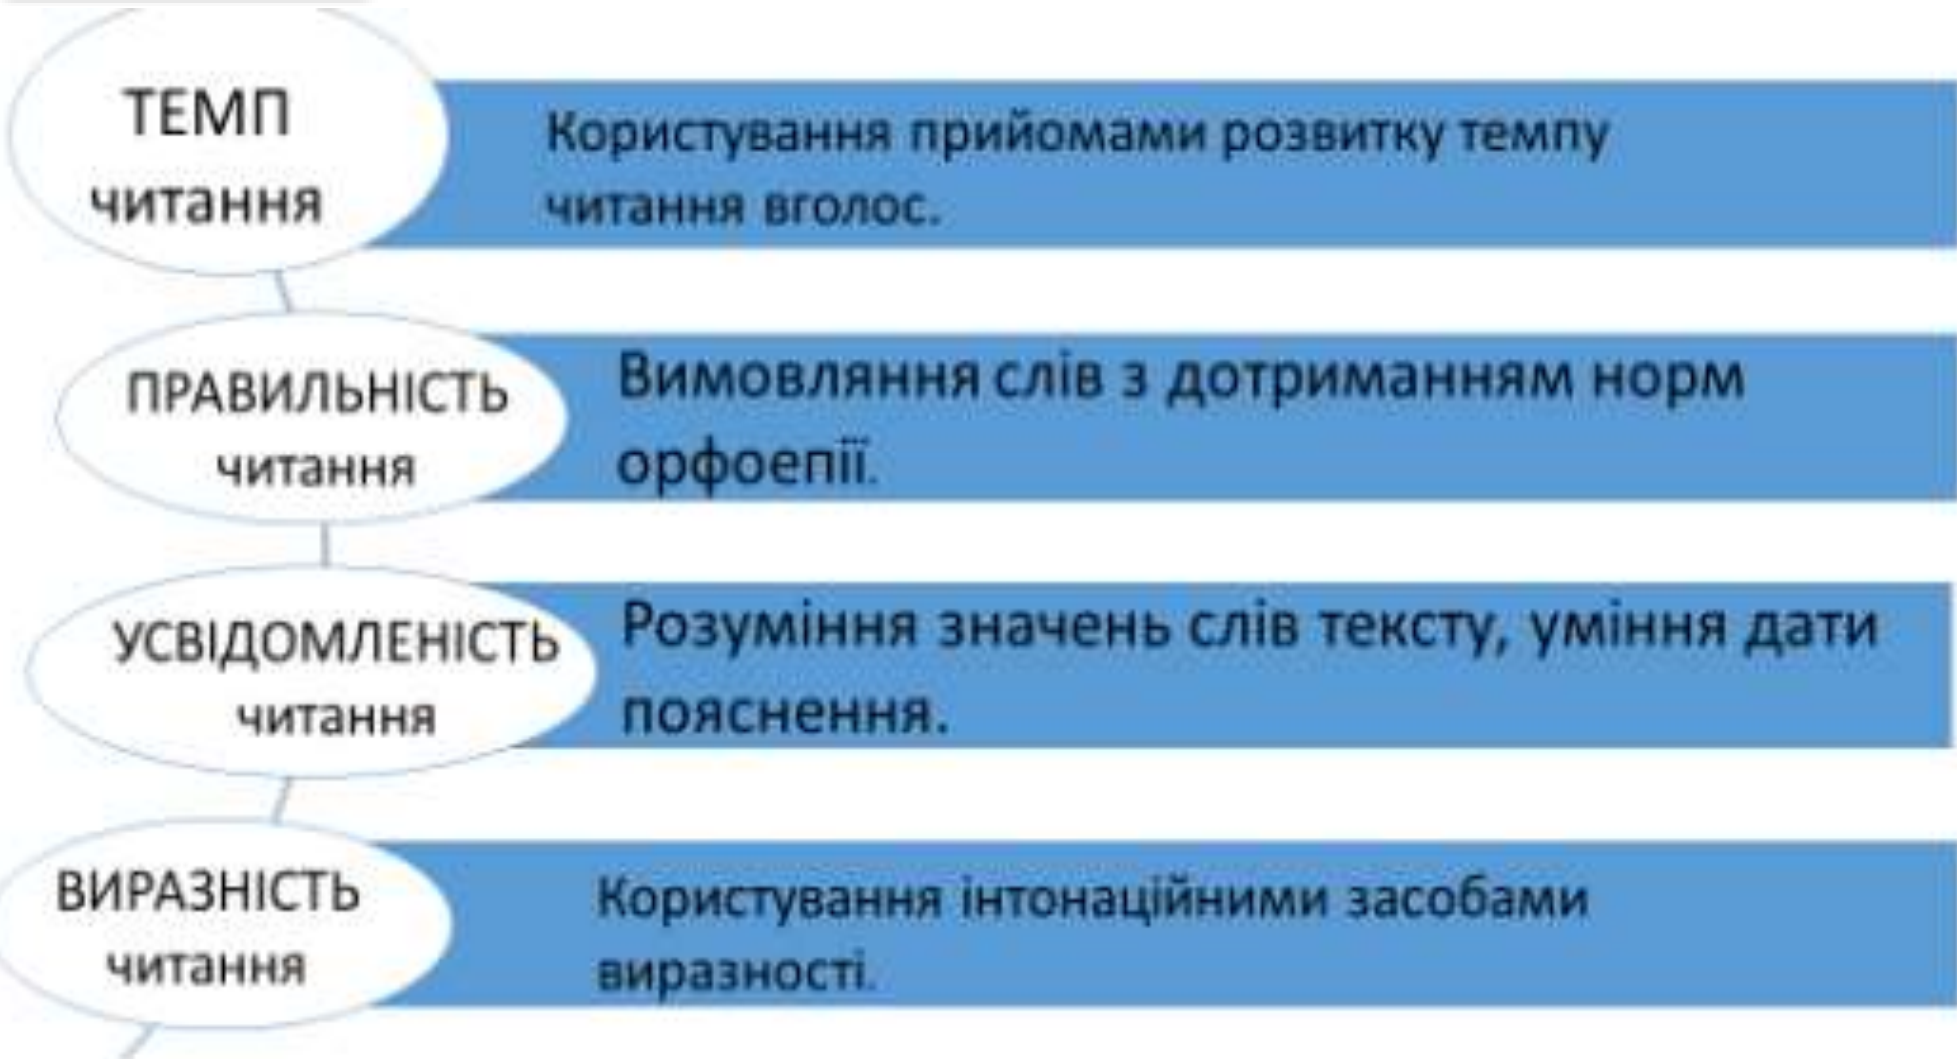 ТЕМП
читання
Користування прийомами розвитку темпу
читання вголос.
ПРАВИЛЬНІСТЬ
читання
Вимовляння слів з дотриманням норм
орфоепії.
УСВІДОМЛЕНІСТЬ
читання
Розуміння значень слів тексту, уміння дати
пояснення.
ВИРАЗНІСТЬ
читання
Користування інтонаційними засобами
виразності.